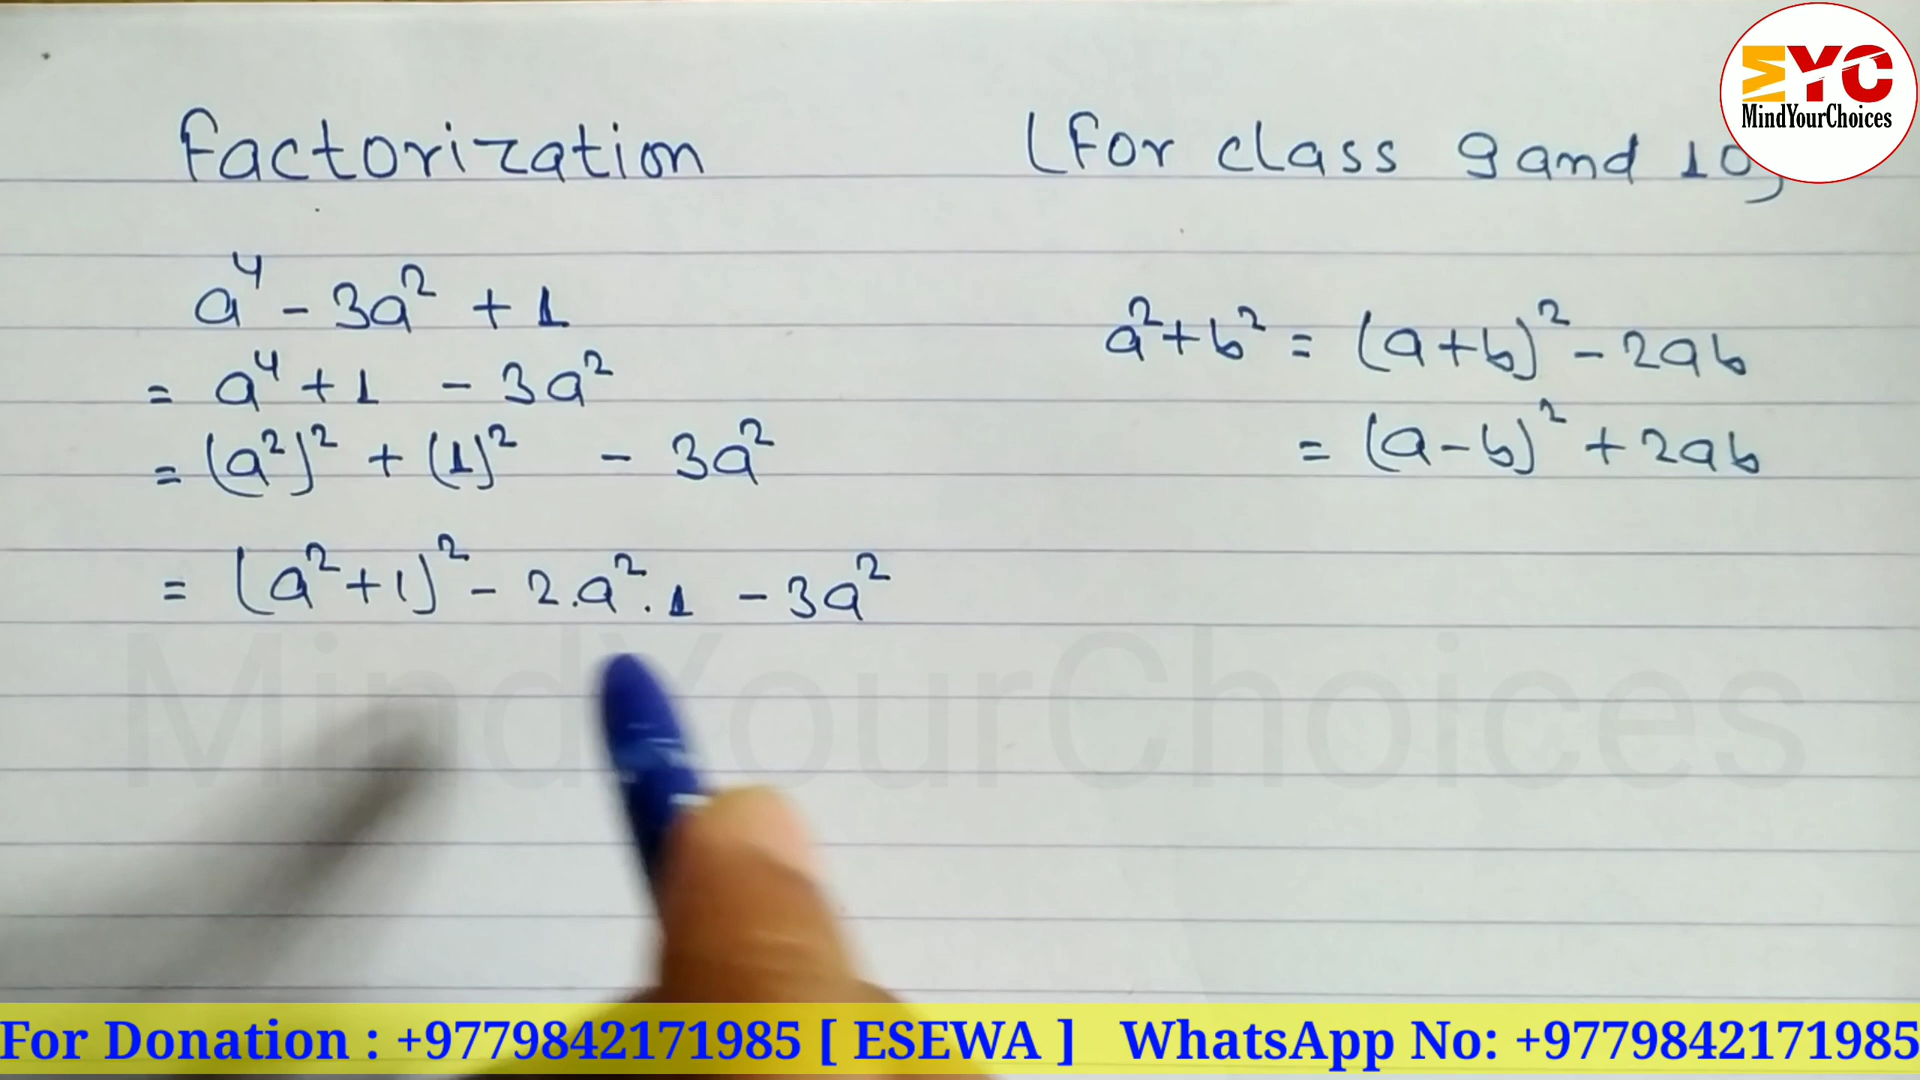 MYC
MindYourChoices
Factorization (For class 9 and 10)
a⁴ - 3a² + 1
= a⁴ + 1 - 3a²
= (a²)² + (1)² - 3a²
= (a²+1)² - 2.a².1 - 3a²
a²+b² = (a+b)² - 2ab
= (a-b)² + 2ab
MindYourChoices
For Donation : +9779842171985 [ ESEWA ] WhatsApp No: +9779842171985